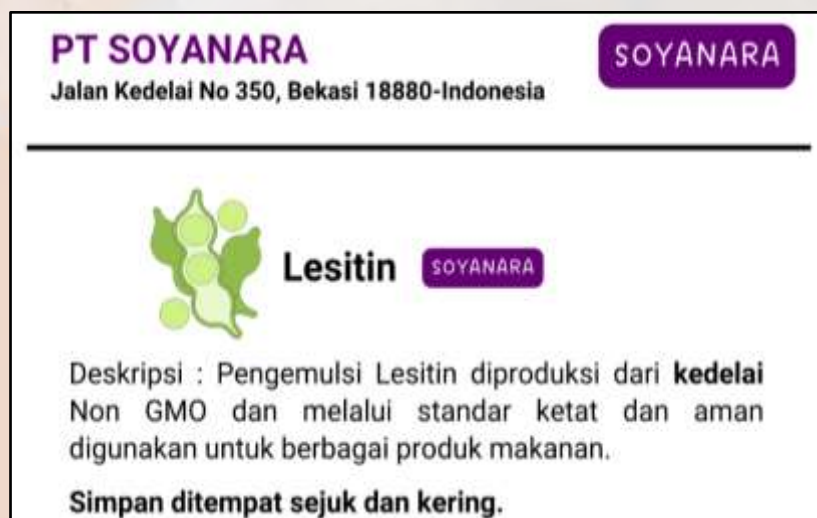 PT SOYANARA
SOYANARA
Jalan Kedelai No 350, Bekasi 18880-Indonesia
Lesitin SOYANARA
Deskripsi : Pengemulsi Lesitin diproduksi dari kedelai
Non GMO dan melalui standar ketat dan aman
digunakan untuk berbagai produk makanan.
Simpan ditempat sejuk dan kering.